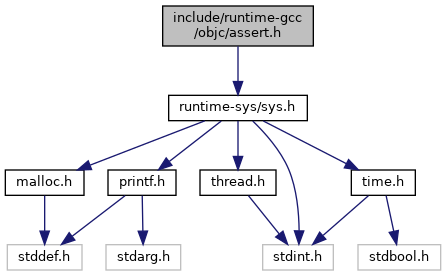 include/runtime-gcc
/objc/assert.h
runtime-sys/sys.h
malloc.h
printf.h
thread.h
time.h
stddef.h
stdarg.h
stdint.h
stdbool.h